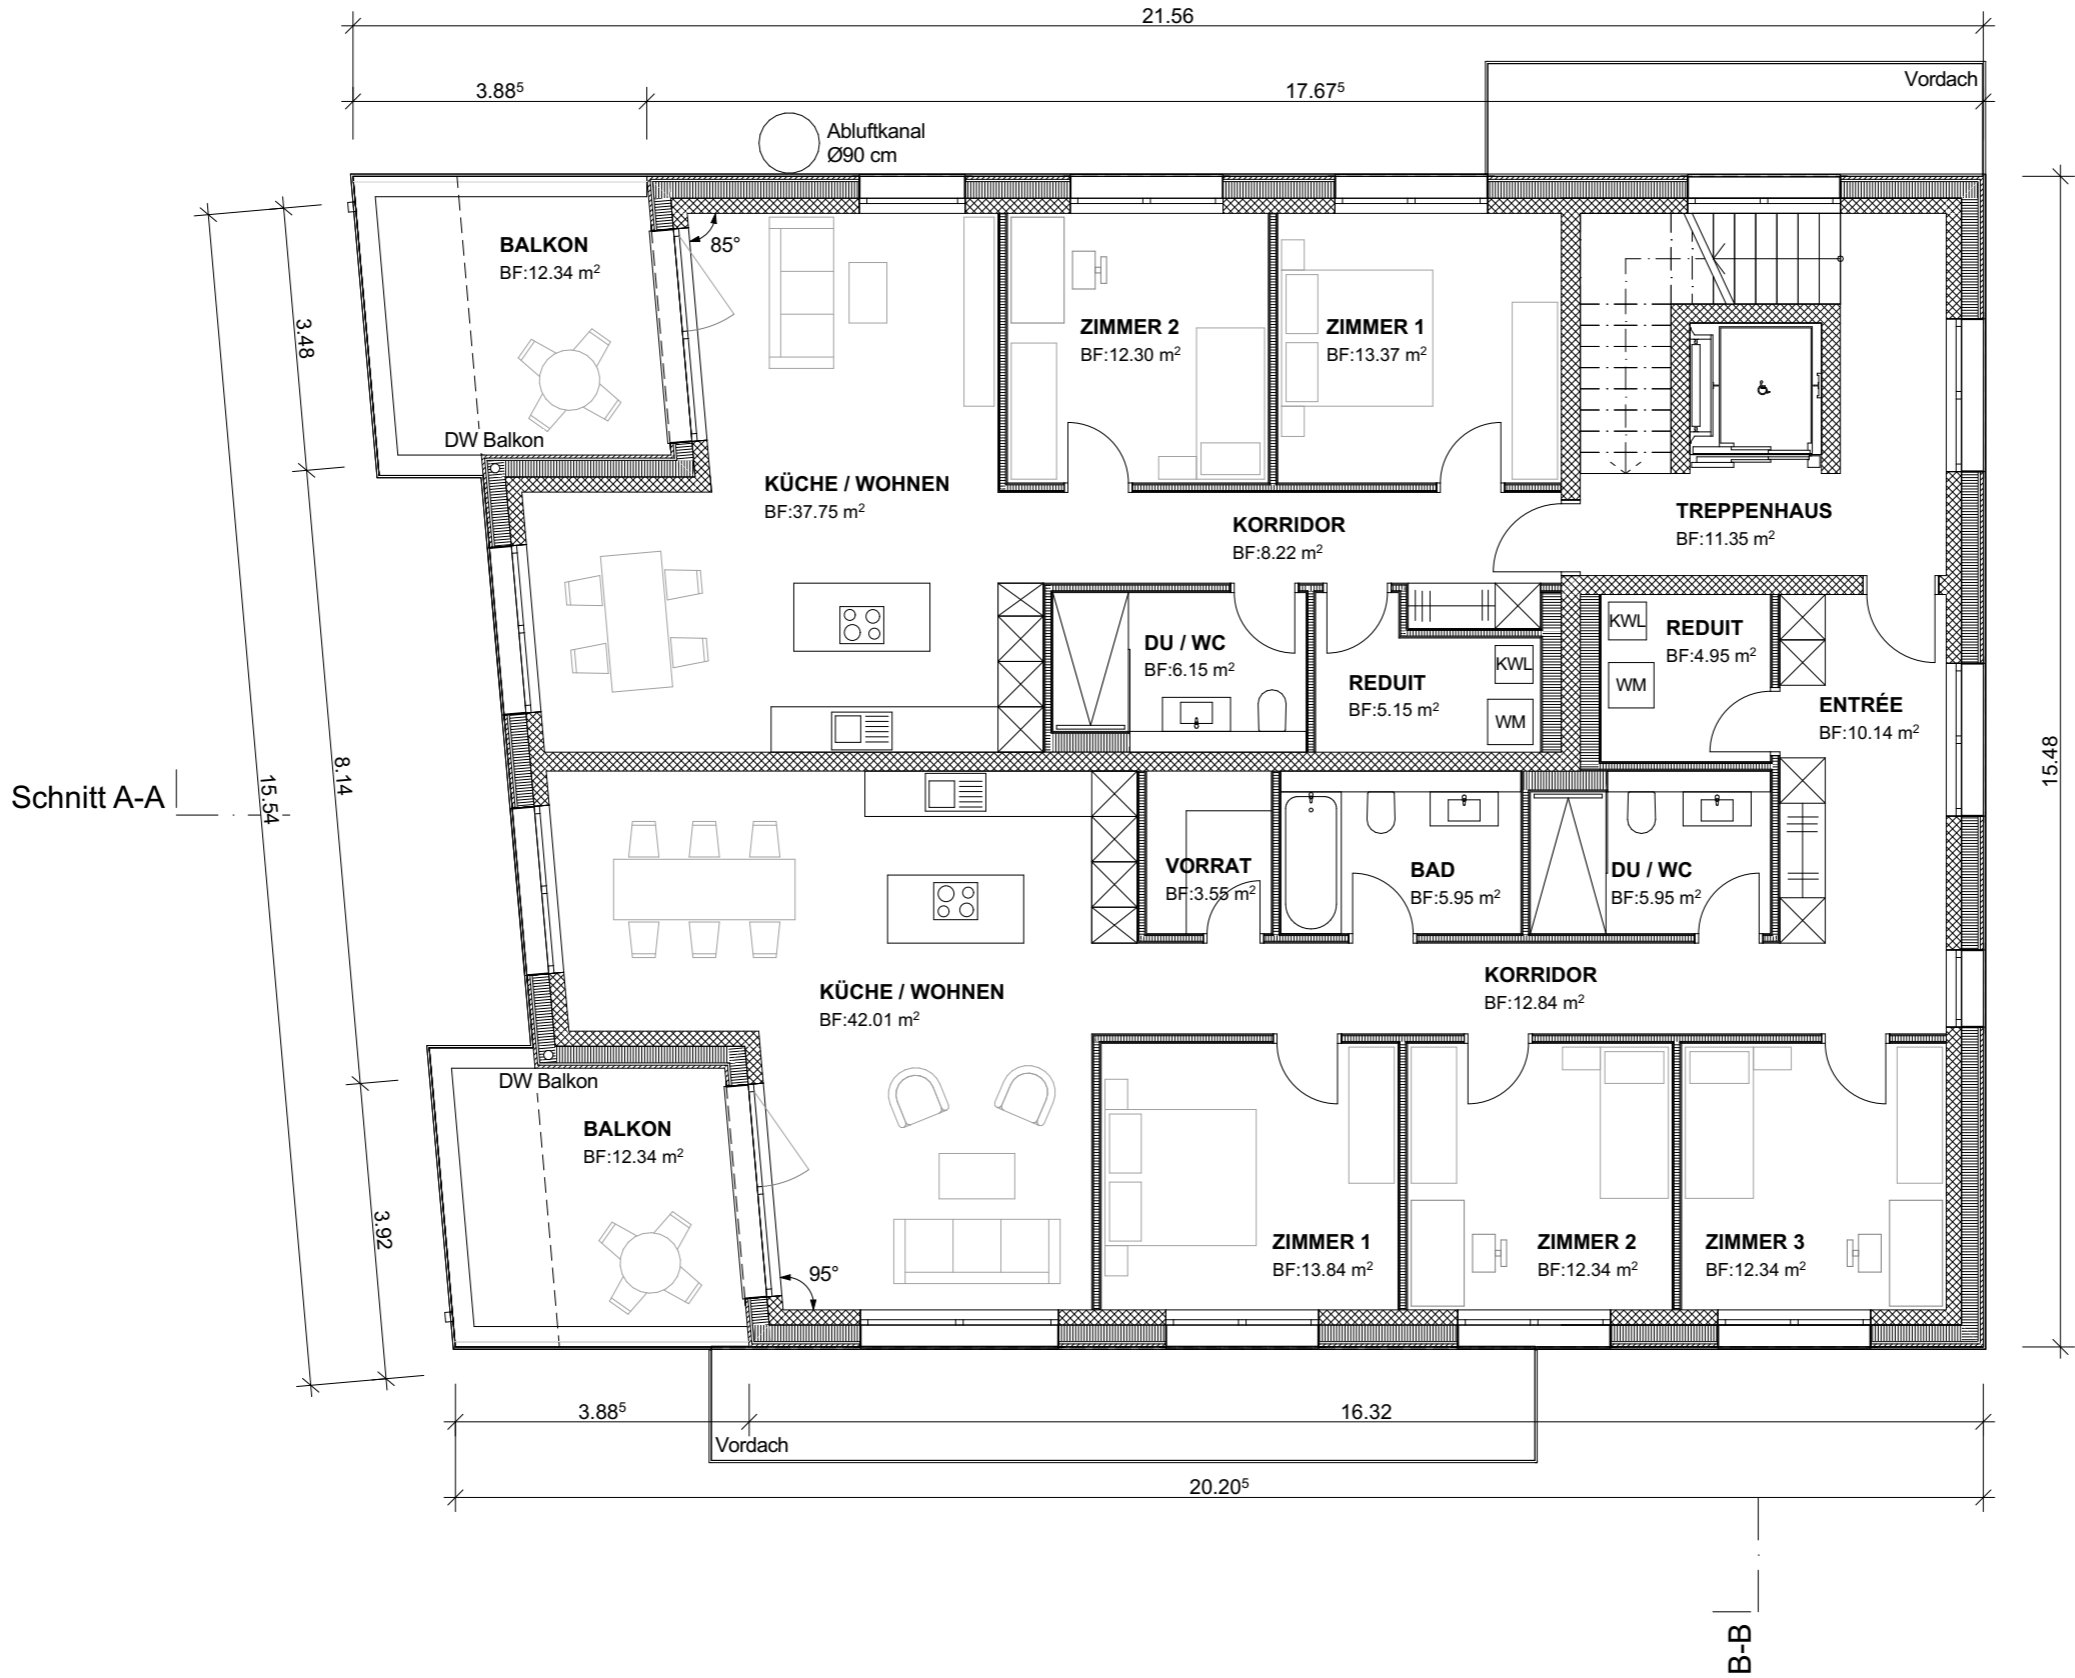 21.56
3.88⁵
17.67⁵
Vordach
Abluftkanal
Ø90 cm
85°
BALKON
BF:12.34 m²
3.48
ZIMMER 2
BF:12.30 m²
ZIMMER 1
BF:13.37 m²
DW Balkon
KÜCHE / WOHNEN
BF:37.75 m²
KORRIDOR
BF:8.22 m²
TREPPENHAUS
BF:11.35 m²
DU / WC
BF:6.15 m²
REDUIT
BF:5.15 m²
KWL
WM
KWL
WM
REDUIT
BF:4.95 m²
ENTRÉE
BF:10.14 m²
8.14
15.54
15.48
Schnitt A-A
VORRAT
BF:3.55 m²
BAD
BF:5.95 m²
DU / WC
BF:5.95 m²
KÜCHE / WOHNEN
BF:42.01 m²
KORRIDOR
BF:12.84 m²
DW Balkon
BALKON
BF:12.34 m²
3.92
95°
ZIMMER 1
BF:13.84 m²
ZIMMER 2
BF:12.34 m²
ZIMMER 3
BF:12.34 m²
3.88⁵
16.32
Vordach
20.20⁵
B-B